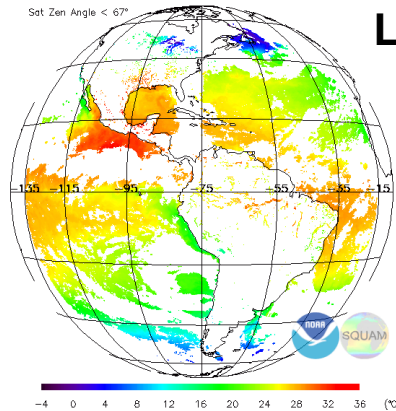 Sat Zen Angle < 67°
L
-135 -115 -95 -75 -55 -35 -15
NOAA
SQUAM
-4 0 4 8 12 16 20 24 28 32 36 (°C